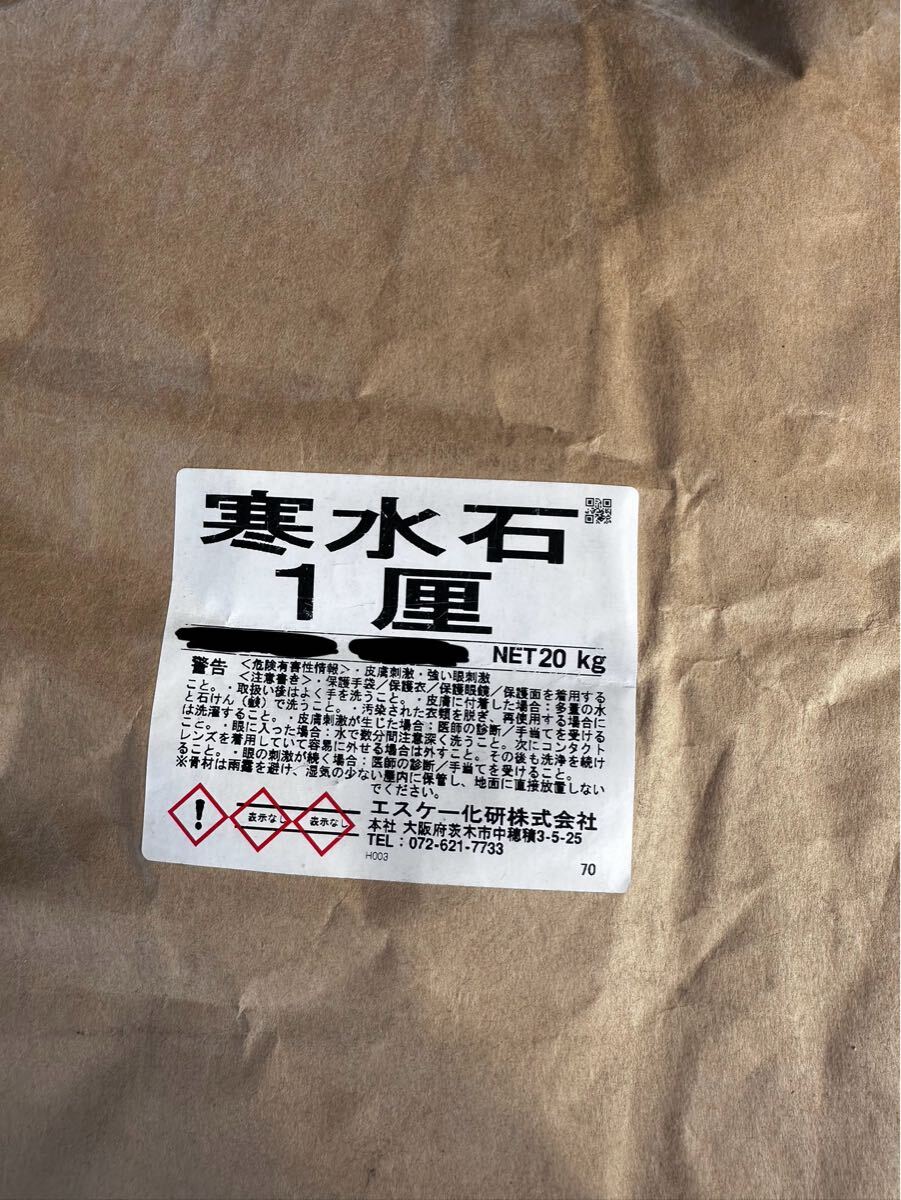 寒水石
1厘
NET20 kg
警告 <危険有害性情報>・皮膚刺激・強い眼刺激
<注意書き>・保護手袋/保護衣/保護眼鏡/保護面を着用する
こと。・取扱い後はよく手を洗うこと。・皮膚に付着した場合:多量の水
と石けん(鹸)で洗うこと。・汚染された衣類を脱ぎ、再使用する場合に
は洗濯すること。・皮膚刺激が生じた場合:医師の診断/手当てを受ける
こと。・眼に入った場合:水で数分間注意深く洗うこと。次にコンタクト
レンズを着用していて容易に外せる場合は外すこと。その後も洗浄を続け
ること。・眼の刺激が続く場合:医師の診断/手当てを受けること。
※骨材は雨露を避け、湿気の少ない屋内に保管し、地面に直接放置しない
でください。
表示なし 表示なし
エスケー化研株式会社
本社 大阪府茨木市中穂積3-5-25
TEL:072-621-7733
H003
70